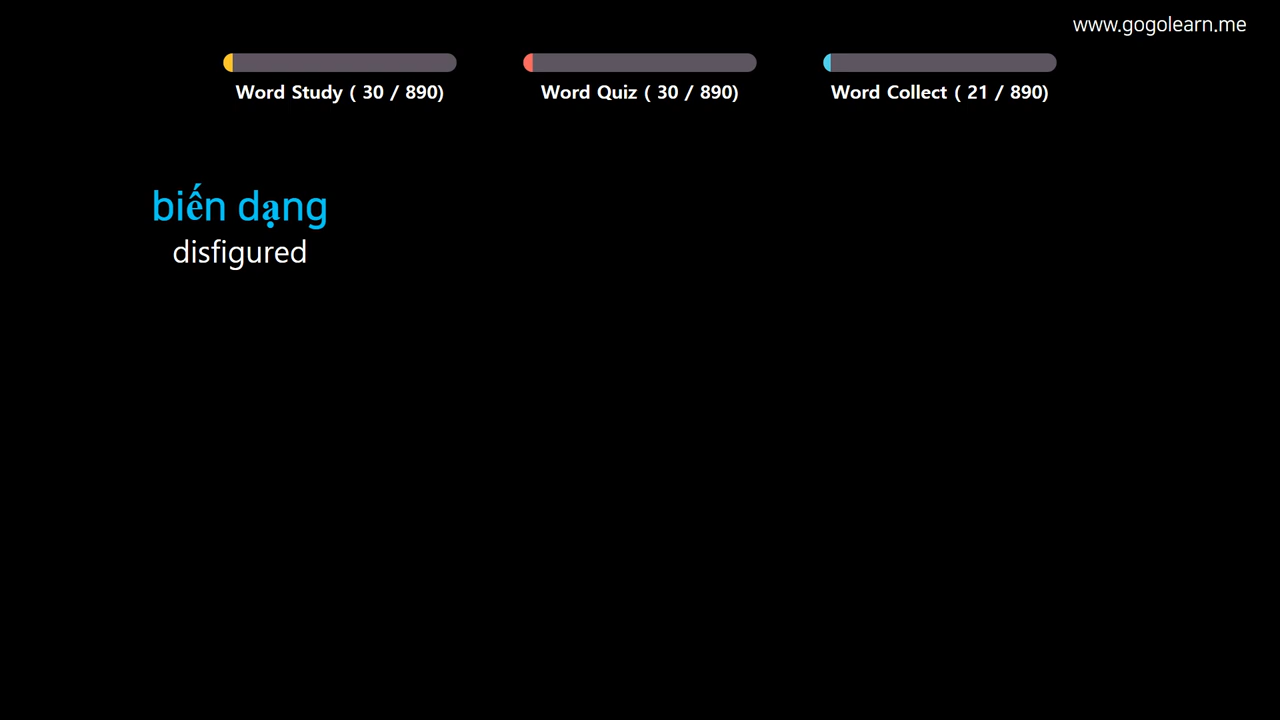 www.gogolearn.me
Word Study ( 30 / 890)
Word Quiz ( 30 / 890)
Word Collect ( 21 / 890)
biến dạng
disfigured